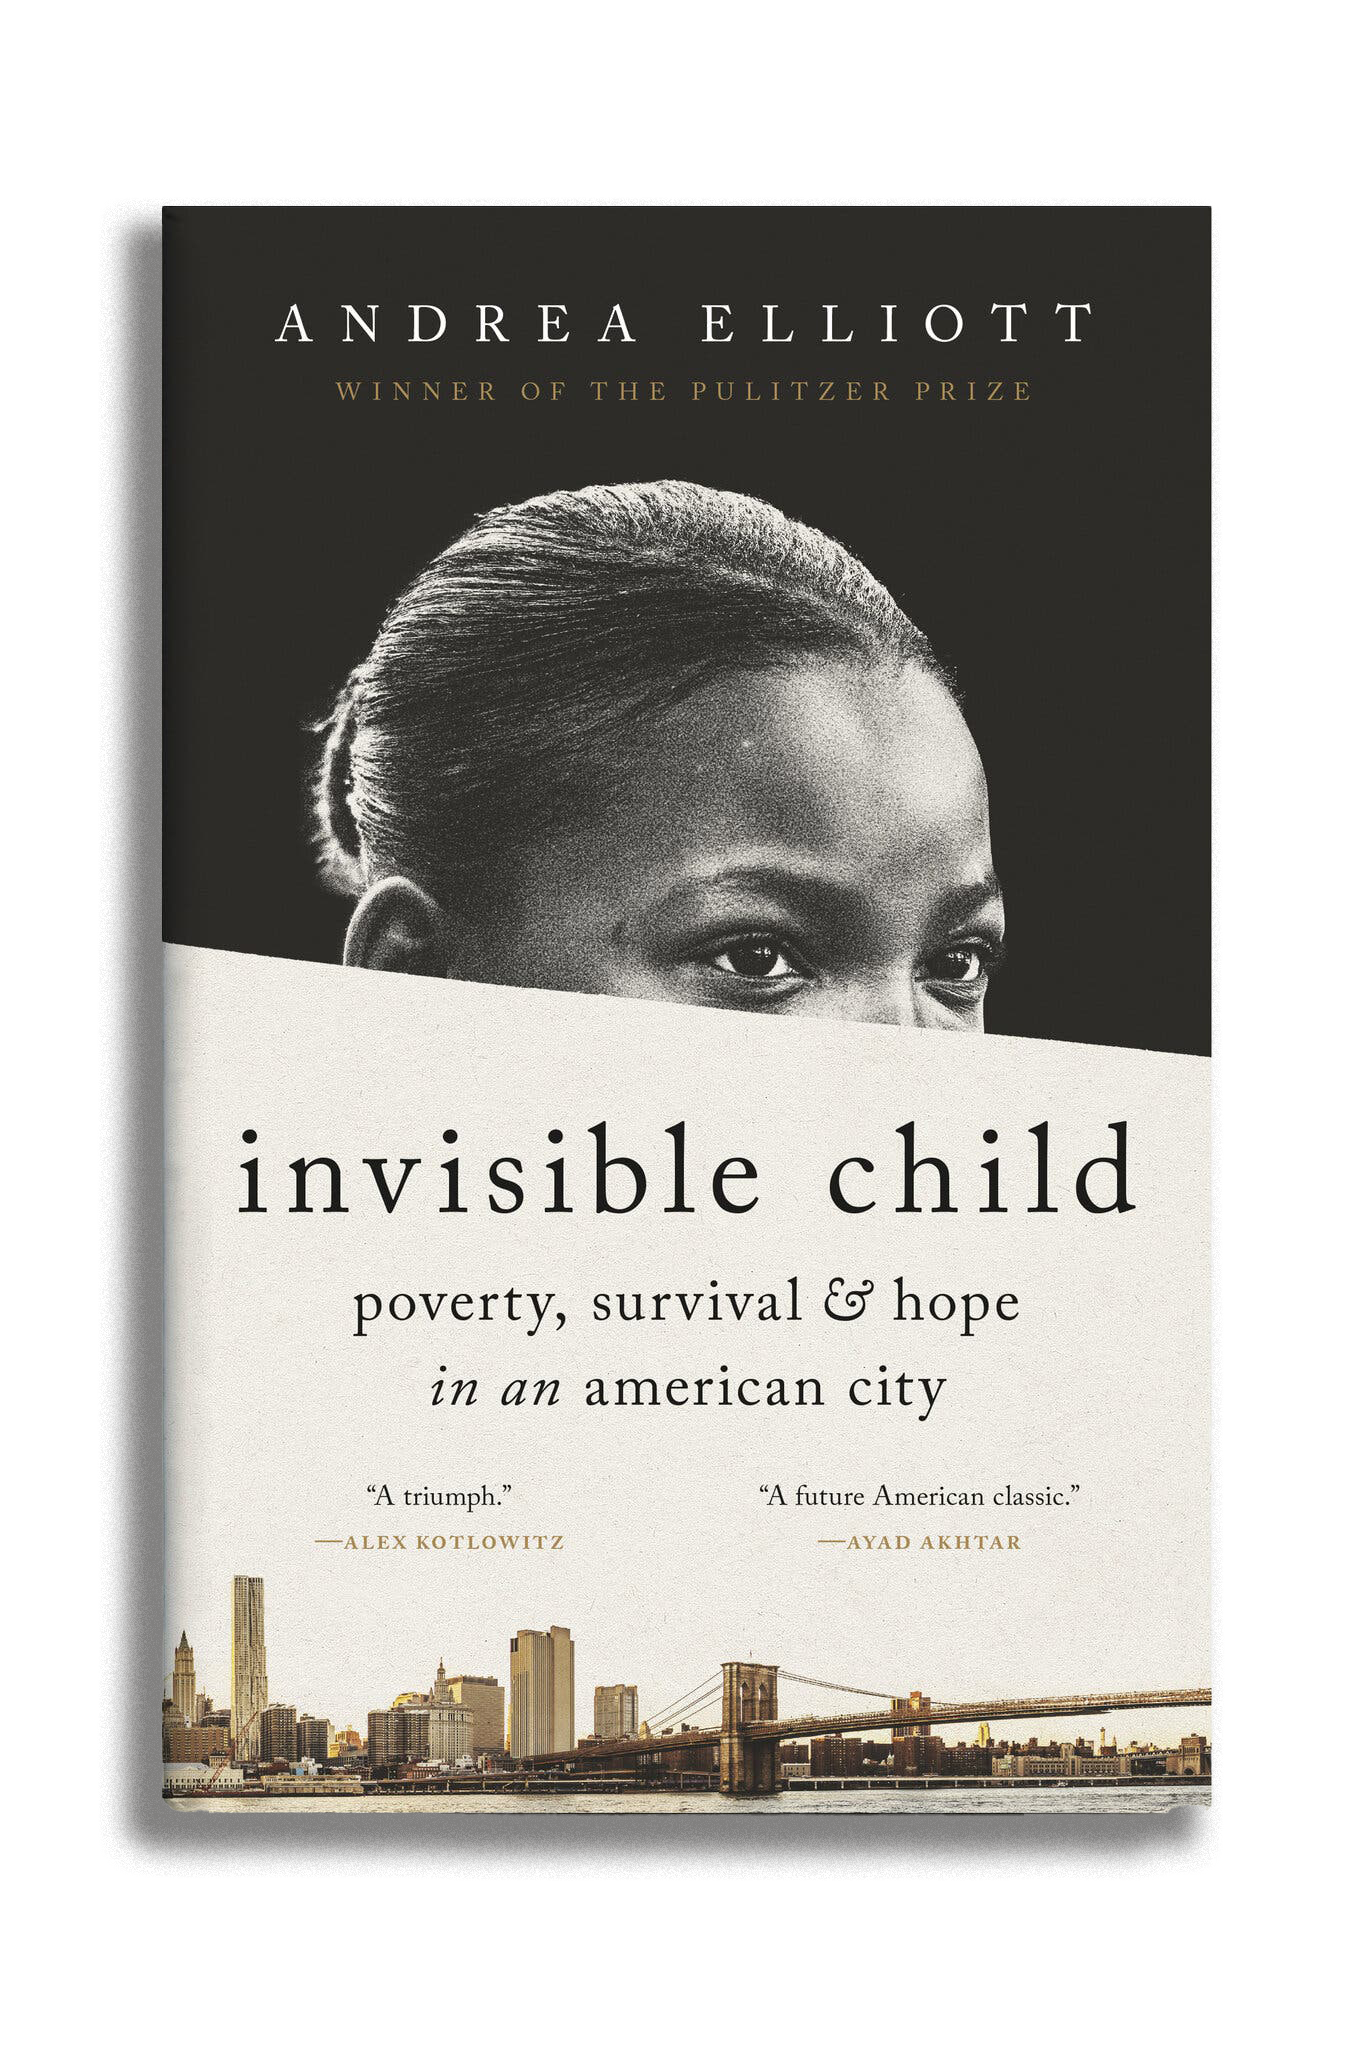 ANDREA ELLIOTT
WINNER OF THE PULITZER PRIZE
invisible child
poverty, survival & hope
in an american city
“A triumph.”
—ALEX KOTLOWITZ
“A future American classic.”
—AYAD AKHTAR